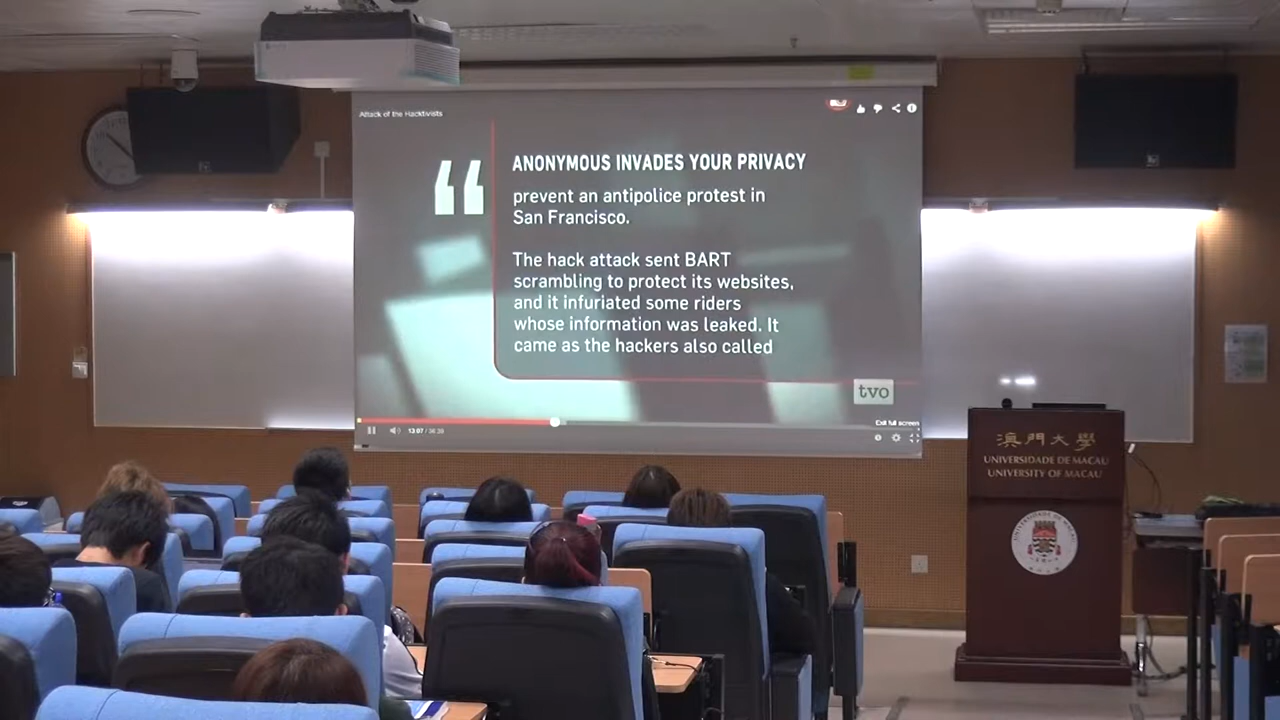 Attack of the Hacktivists
ANONYMOUS INVADES YOUR PRIVACY
prevent an antipolice protest in
San Francisco.
The hack attack sent BART
scrambling to protect its websites,
and it infuriated some riders
whose information was leaked. It
came as the hackers also called
tvo
Exit full screen
13:07
澳門大學
UNIVERSIDADE DE MACAU
UNIVERSITY OF MACAU